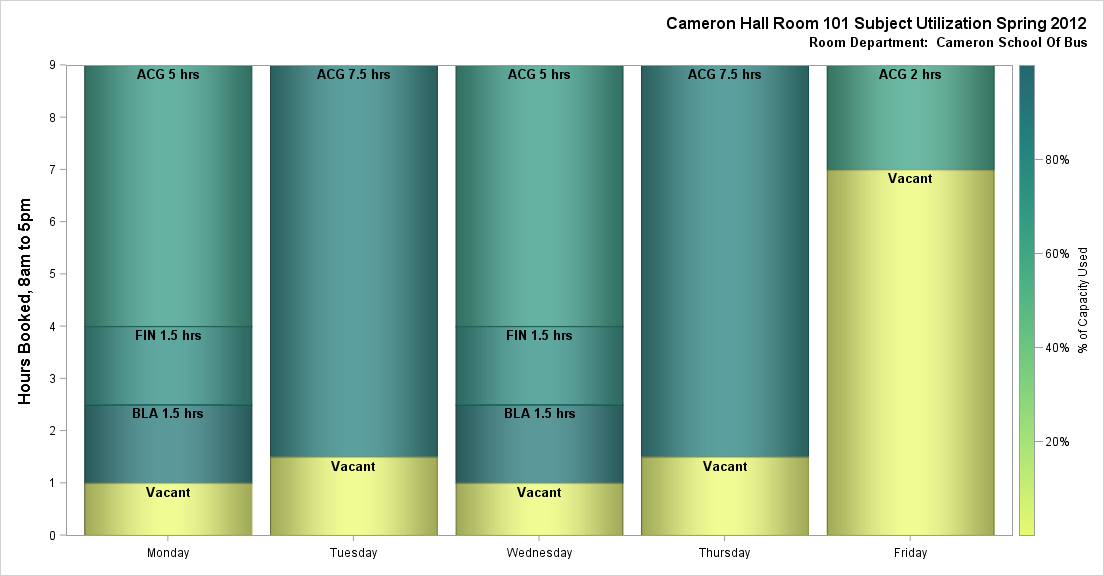 Cameron Hall Room 101 Subject Utilization Spring 2012
Room Department: Cameron School Of Bus
Hours Booked, 8am to 5pm
9
8
7
6
5
4
3
2
1
0
ACG 5 hrs
FIN 1.5 hrs
BLA 1.5 hrs
Vacant
Monday
ACG 7.5 hrs
Vacant
Tuesday
ACG 5 hrs
FIN 1.5 hrs
BLA 1.5 hrs
Vacant
Wednesday
ACG 7.5 hrs
Vacant
Thursday
ACG 2 hrs
Vacant
Friday
80%
60%
40%
20%
% of Capacity Used